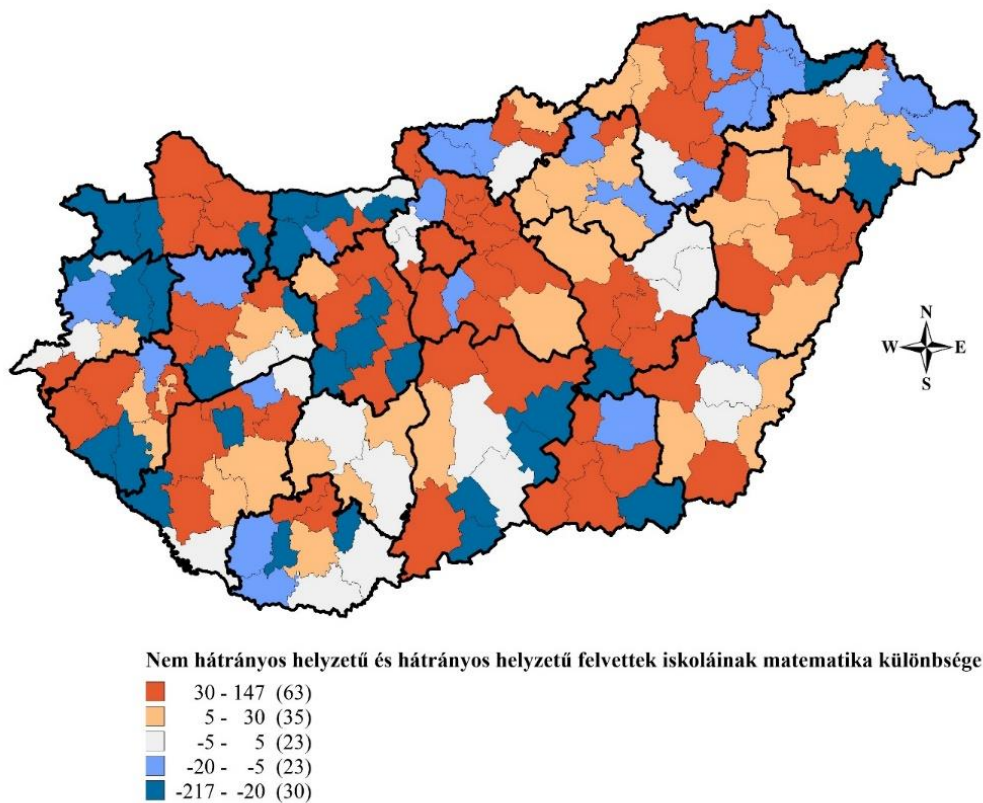 N
W E
S
Nem hátrányos helyzetű és hátrányos helyzetű felvettek iskoláinak matematika különbsége
30 - 147 (63)
5 - 30 (35)
-5 - 5 (23)
-20 - -5 (23)
-217 - -20 (30)